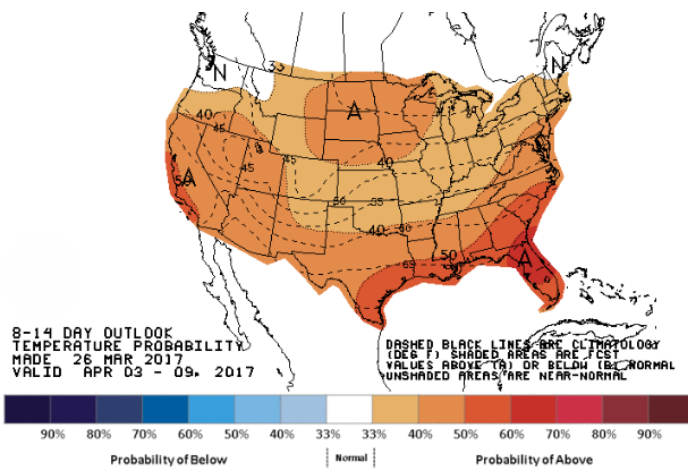 N
35
N
40
45
A
40
45
45
50
A
50
55
40
60
50
65
A
8-14 DAY OUTLOOK
TEMPERATURE PROBABILITY
MADE 26 MAR 2017
VALID APR 03 - 09, 2017
DASHED BLACK LINES ARE CLIMATOLOGY
(DEG F) SHADED AREAS ARE FCST
VALUES ABOVE (A) OR BELOW (B) NORMAL
UNSHADED AREAS ARE NEAR-NORMAL
90% 80% 70% 60% 50% 40% 33% 33% 40% 50% 60% 70% 80% 90%
Probability of Below Normal Probability of Above